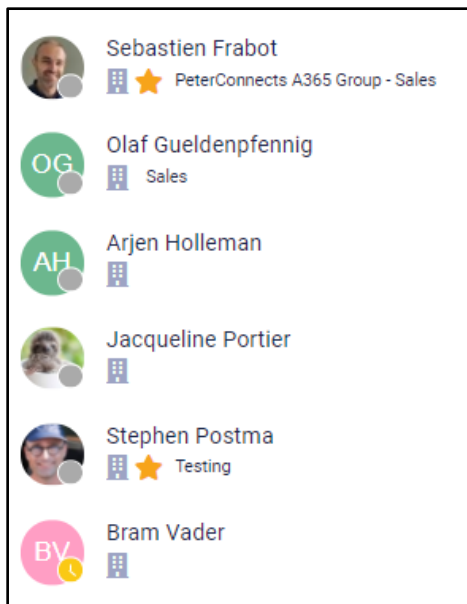 Sebastien Frabot
PeterConnects A365 Group - Sales
OG
Olaf Gueldenpfennig
Sales
AH
Arjen Holleman
Jacqueline Portier
Stephen Postma
Testing
BV
Bram Vader